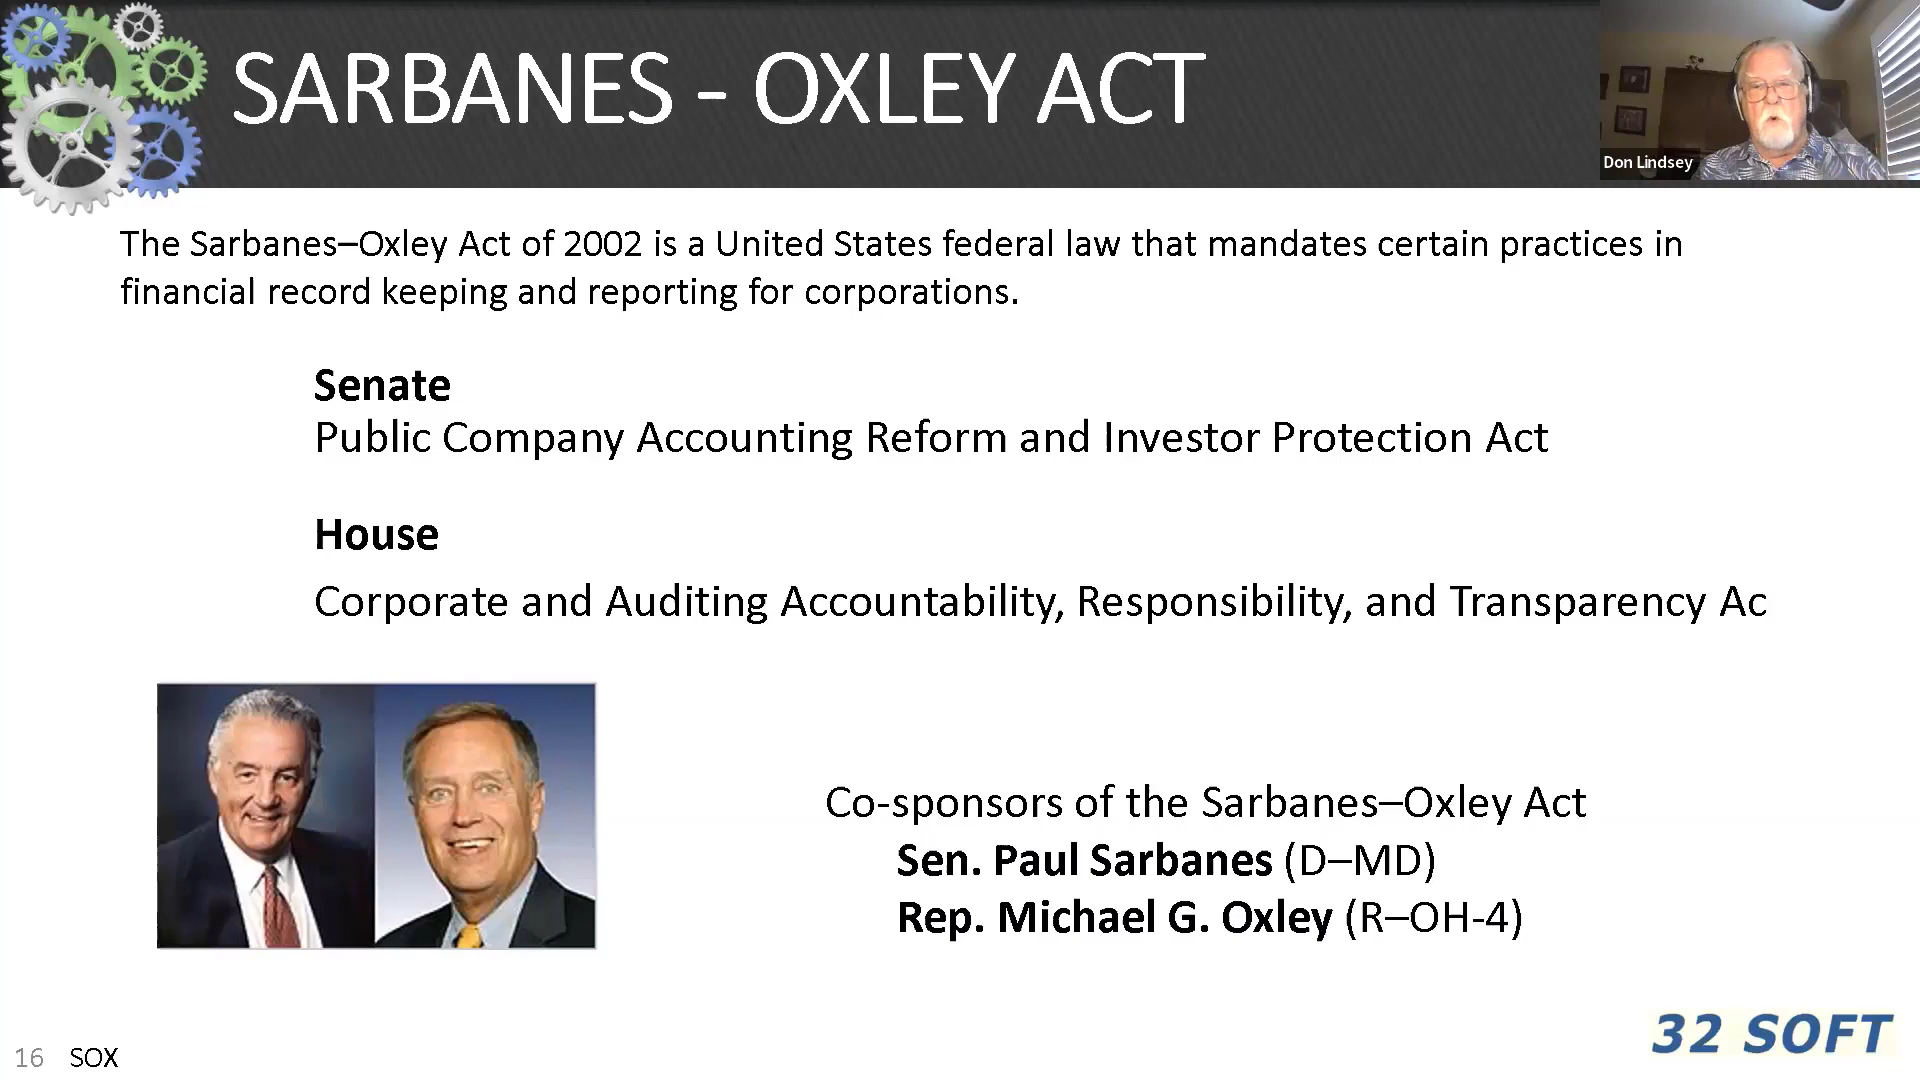 SARBANES - OXLEY ACT
Don Lindsey
The Sarbanes–Oxley Act of 2002 is a United States federal law that mandates certain practices in
financial record keeping and reporting for corporations.
Senate
Public Company Accounting Reform and Investor Protection Act
House
Corporate and Auditing Accountability, Responsibility, and Transparency Ac
Co-sponsors of the Sarbanes–Oxley Act
Sen. Paul Sarbanes (D–MD)
Rep. Michael G. Oxley (R–OH-4)
32 SOFT
16 SOX